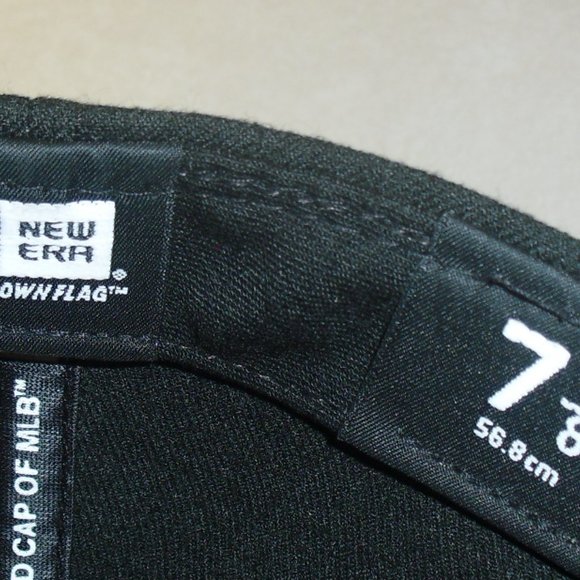 NEW
ERA
®
OWN FLAG™
D CAP OF MLB™
7
56.8cm